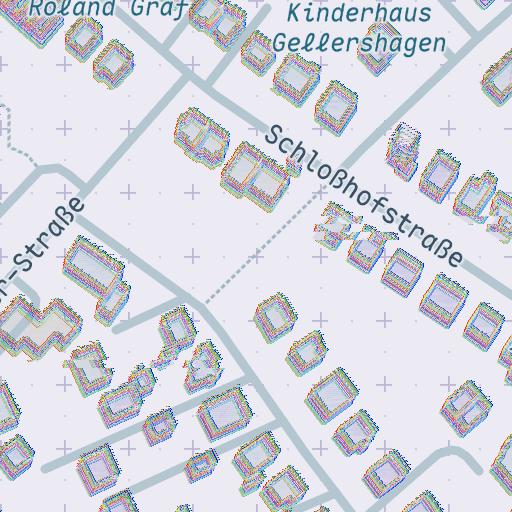 Roland Graf
Kinderhaus
Gellershagen
Schloßhofstraße
r-Straße